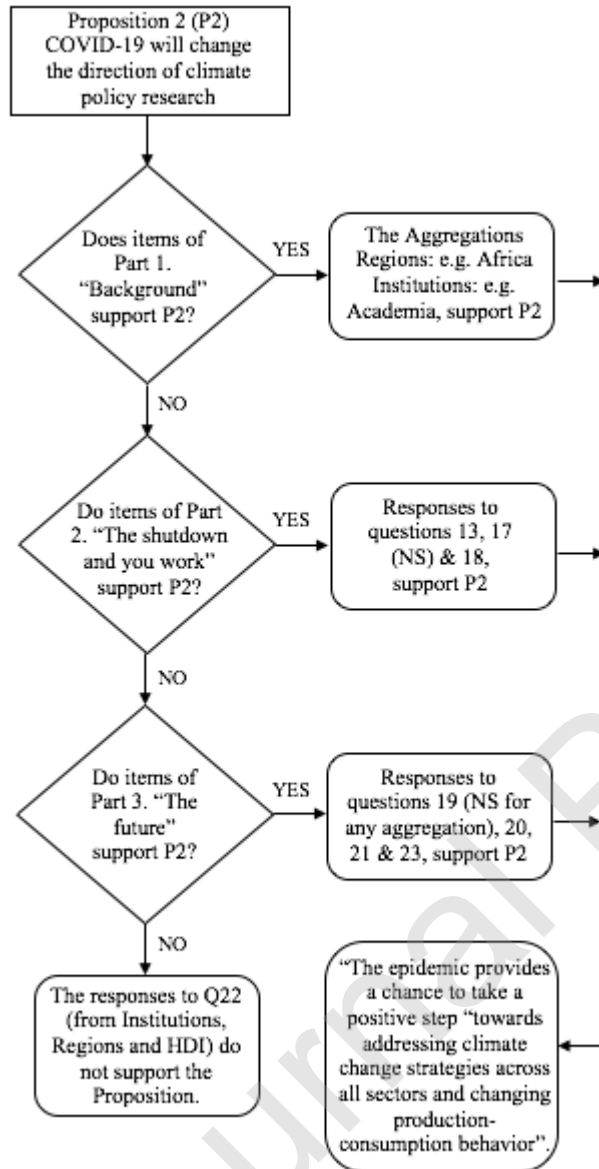 Proposition 2 (P2)
COVID-19 will change
the direction of climate
policy research
Does items of
Part 1.
“Background”
support P2?
YES
The Aggregations
Regions: e.g. Africa
Institutions: e.g.
Academia, support P2
NO
Do items of Part
2. “The shutdown
and you work”
support P2?
YES
Responses to
questions 13, 17
(NS) & 18,
support P2
NO
Do items of
Part 3. “The
future”
support P2?
YES
Responses to
questions 19 (NS for
any aggregation), 20,
21 & 23, support P2
NO
The responses to Q22
(from Institutions,
Regions and HDI) do
not support the
Proposition.
“The epidemic provides
a chance to take a
positive step “towards
addressing climate
change strategies across
all sectors and changing
production-
consumption behavior”.
urnal P